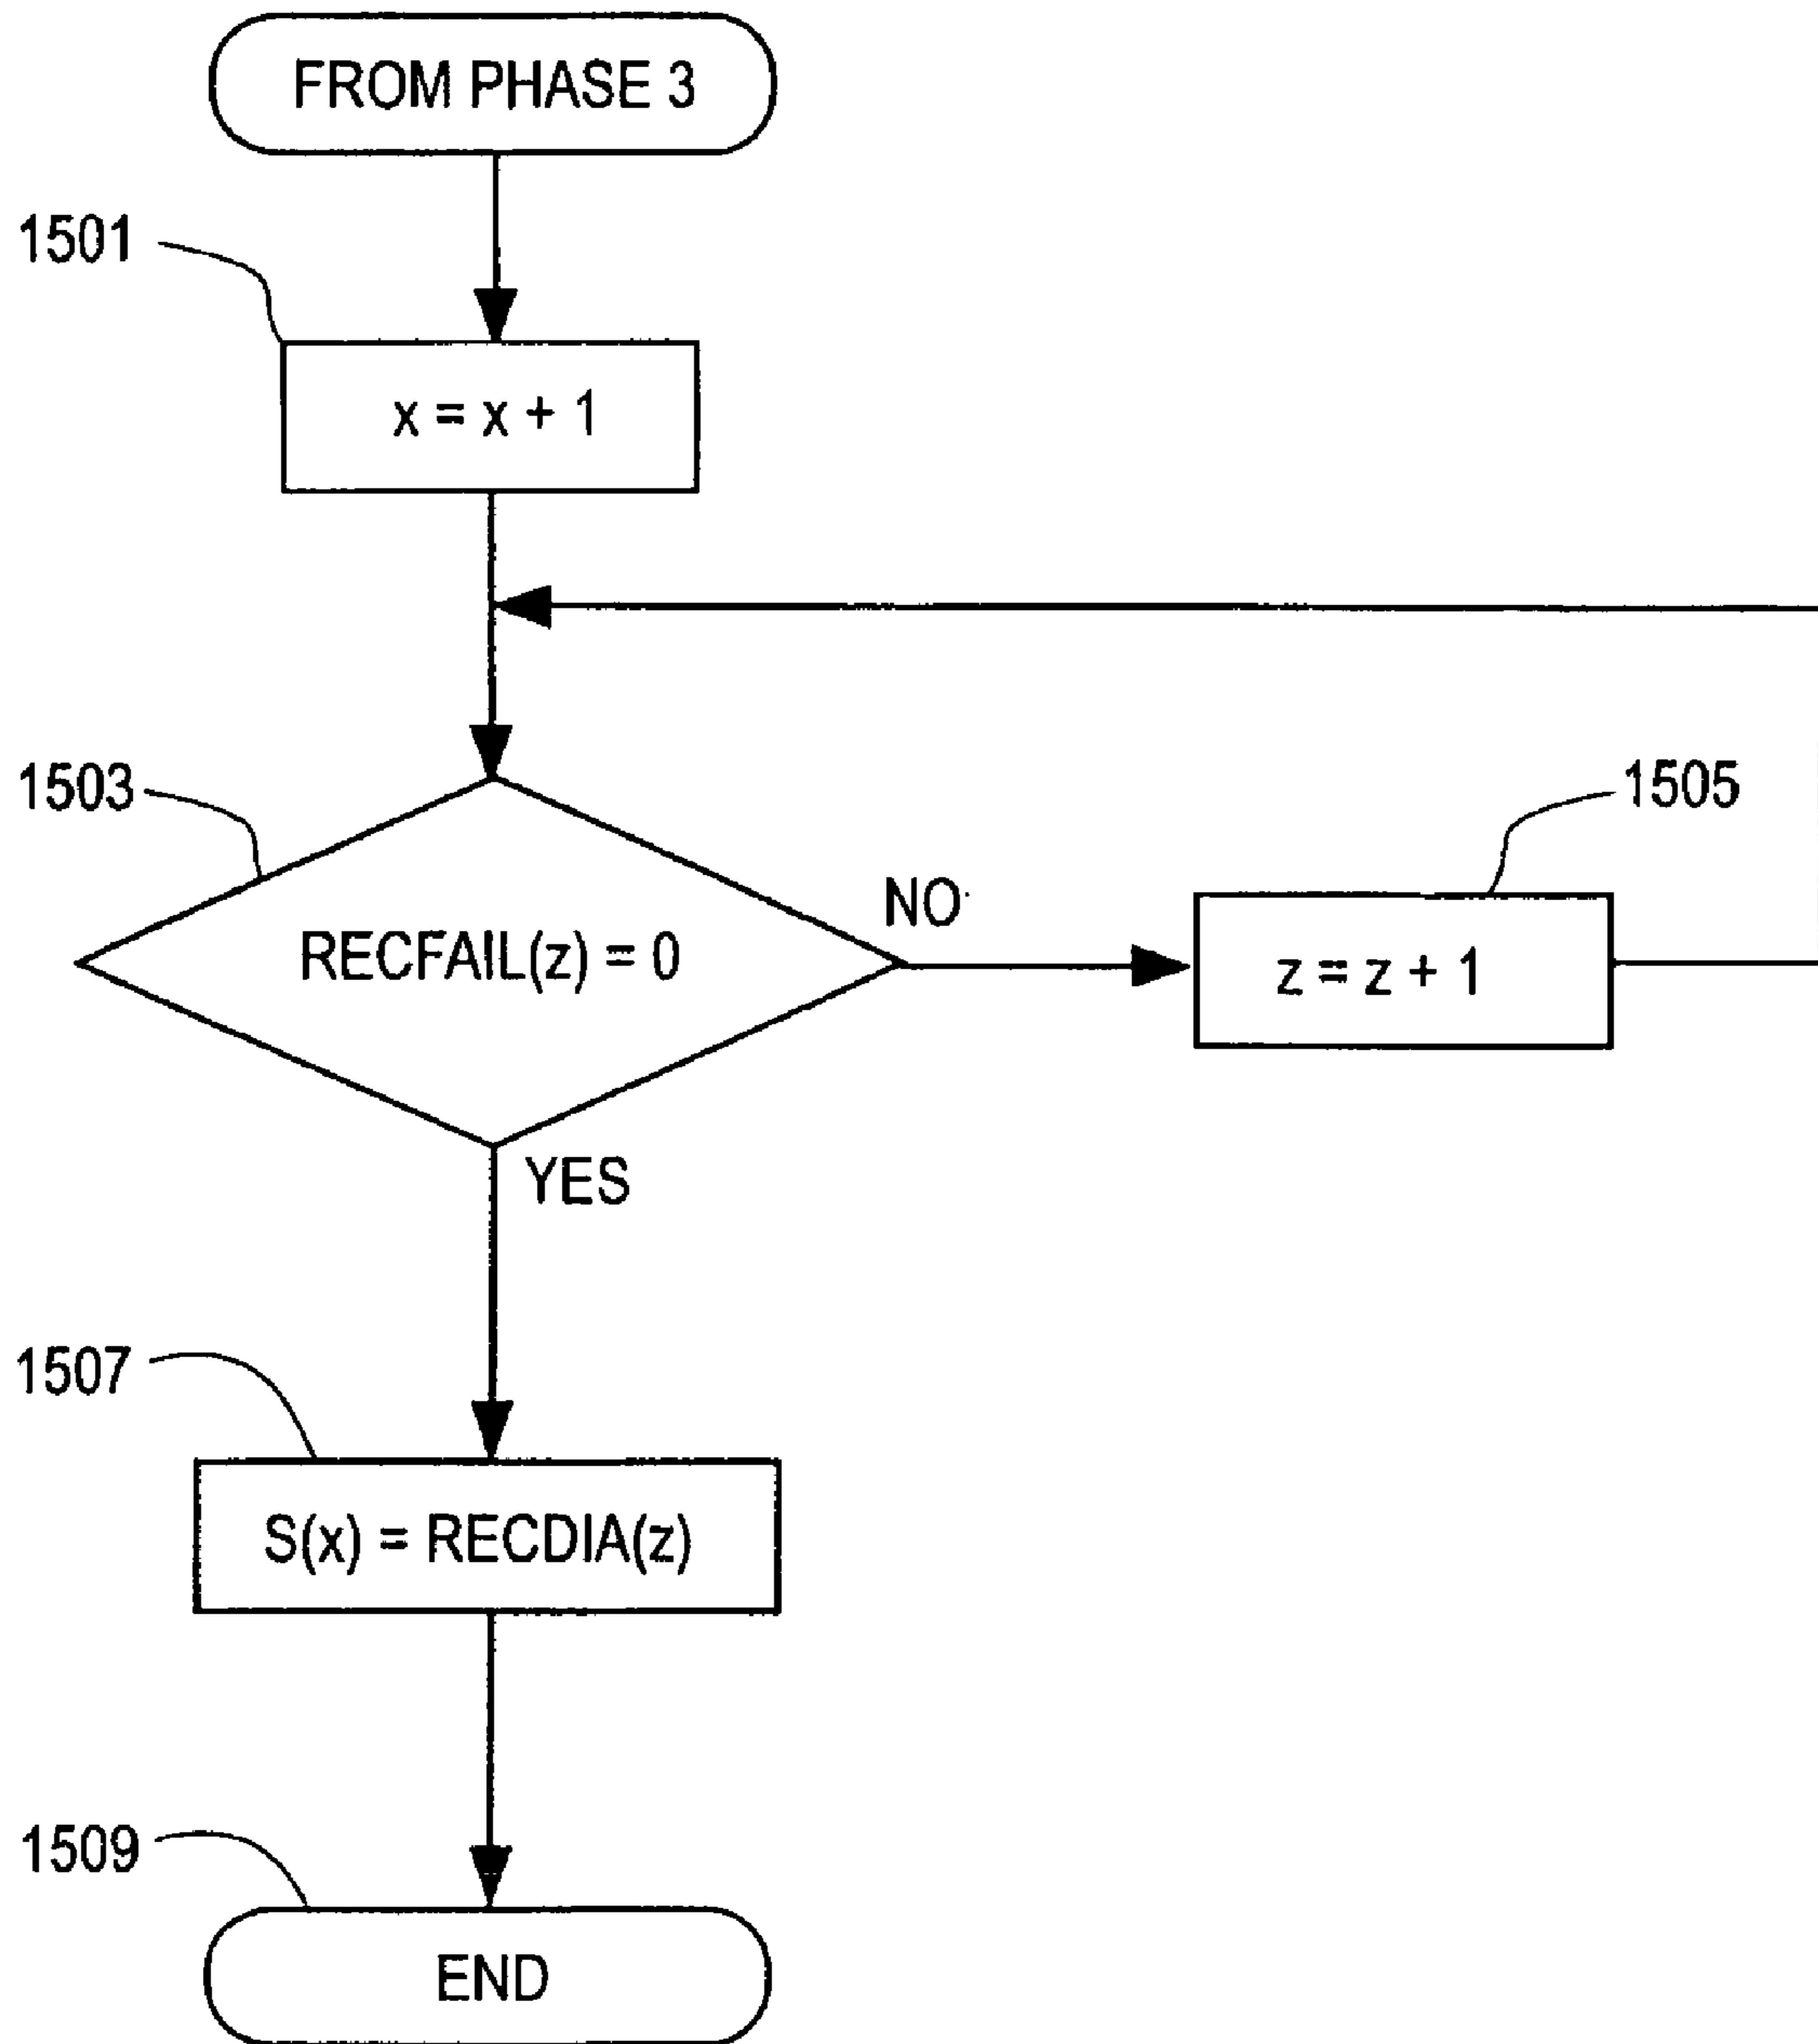 FROM PHASE 3
1501
x = x + 1
1503
RECFAIL(z) = 0
NO
1505
z = z + 1
YES
1507
S(x) = RECDIA(z)
1509
END